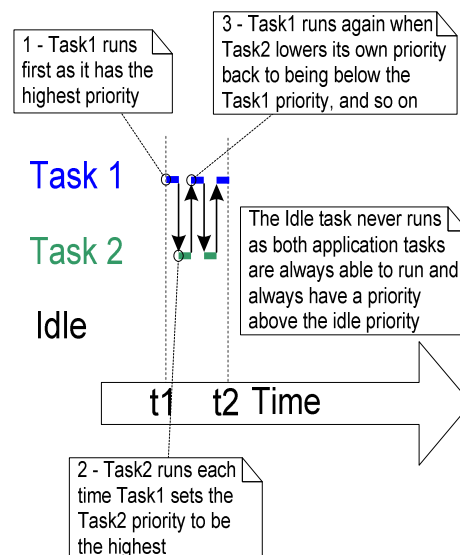 1 - Task1 runs
first as it has the
highest priority
3 - Task1 runs again when
Task2 lowers its own priority
back to being below the
Task1 priority, and so on
Task 1
Task 2
Idle
The Idle task never runs
as both application tasks
are always able to run and
always have a priority
above the idle priority
t1 t2 Time
2 - Task2 runs each
time Task1 sets the
Task2 priority to be
the highest